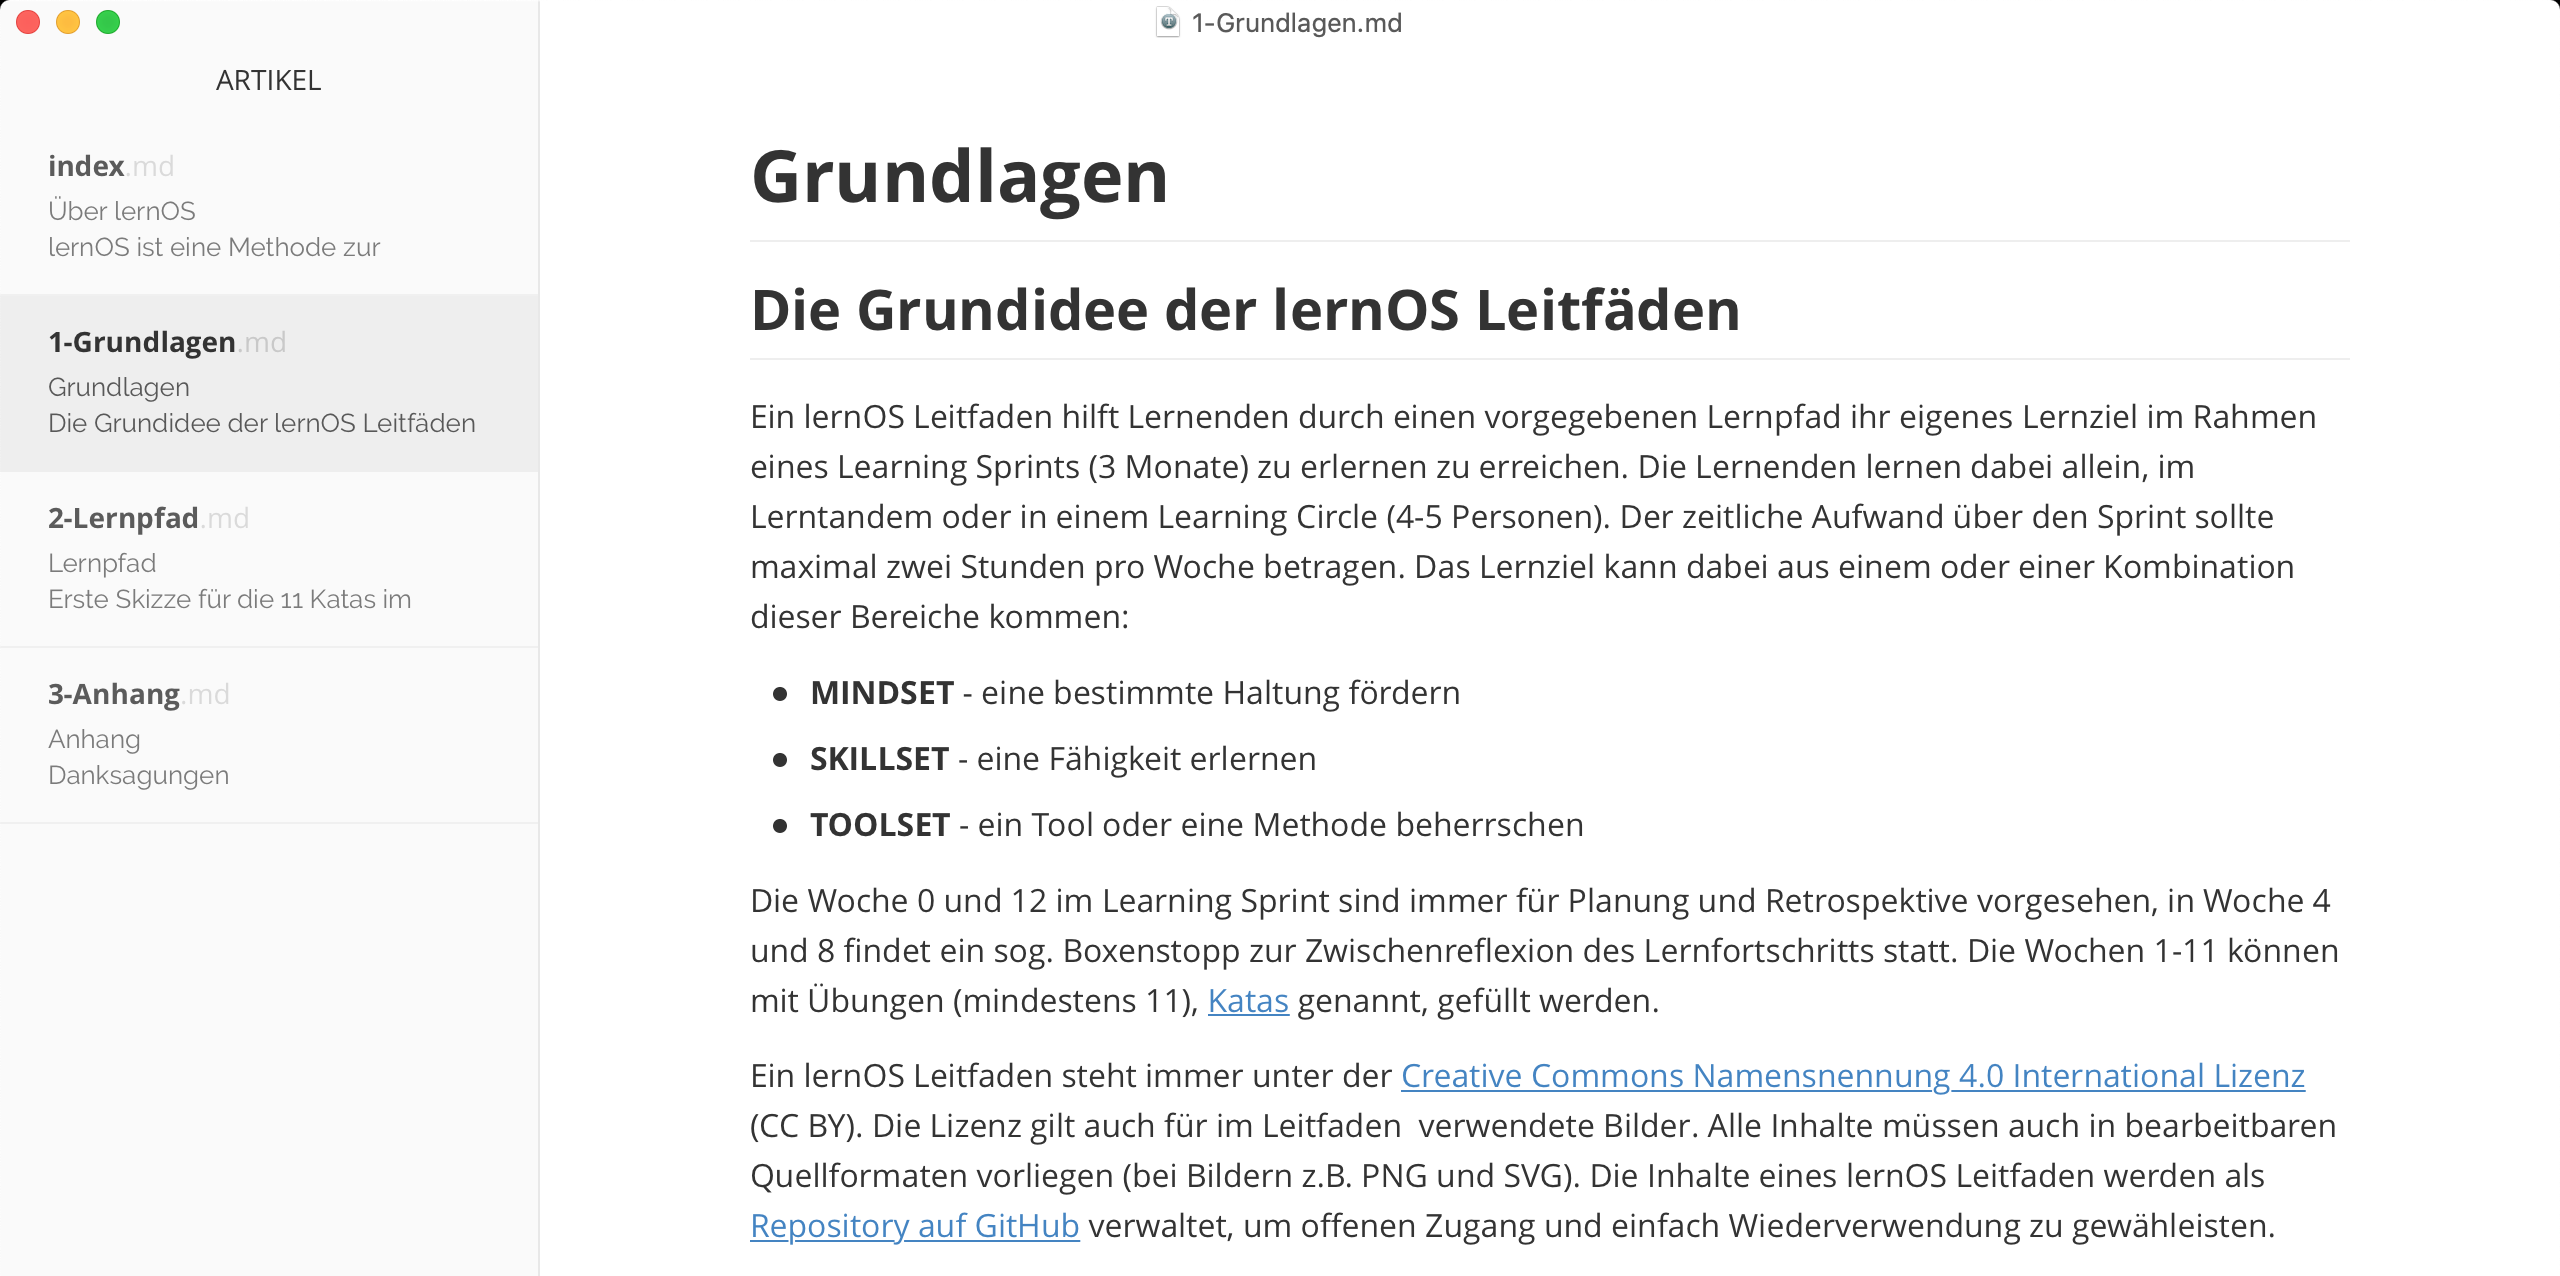 1-Grundlagen.md
ARTIKEL
index.md
Über lernOS
lernOS ist eine Methode zur
1-Grundlagen.md
Grundlagen
Die Grundidee der lernOS Leitfäden
2-Lernpfad.md
Lernpfad
Erste Skizze für die 11 Katas im
3-Anhang.md
Anhang
Danksagungen
Grundlagen
Die Grundidee der lernOS Leitfäden
Ein lernOS Leitfaden hilft Lernenden durch einen vorgegebenen Lernpfad ihr eigenes Lernziel im Rahmen
eines Learning Sprints (3 Monate) zu erlernen zu erreichen. Die Lernenden lernen dabei allein, im
Lerntandem oder in einem Learning Circle (4-5 Personen). Der zeitliche Aufwand über den Sprint sollte
maximal zwei Stunden pro Woche betragen. Das Lernziel kann dabei aus einem oder einer Kombination
dieser Bereiche kommen:
• MINDSET - eine bestimmte Haltung fördern
• SKILLSET - eine Fähigkeit erlernen
• TOOLSET - ein Tool oder eine Methode beherrschen
Die Woche 0 und 12 im Learning Sprint sind immer für Planung und Retrospektive vorgesehen, in Woche 4
und 8 findet ein sog. Boxenstopp zur Zwischenreflexion des Lernfortschritts statt. Die Wochen 1-11 können
mit Übungen (mindestens 11), Katas genannt, gefüllt werden.
Ein lernOS Leitfaden steht immer unter der Creative Commons Namensnennung 4.0 International Lizenz
(CC BY). Die Lizenz gilt auch für im Leitfaden  verwendete Bilder. Alle Inhalte müssen auch in bearbeitbaren
Quellformaten vorliegen (bei Bildern z.B. PNG und SVG). Die Inhalte eines lernOS Leitfaden werden als
Repository auf GitHub verwaltet, um offenen Zugang und einfach Wiederverwendung zu gewähleisten.